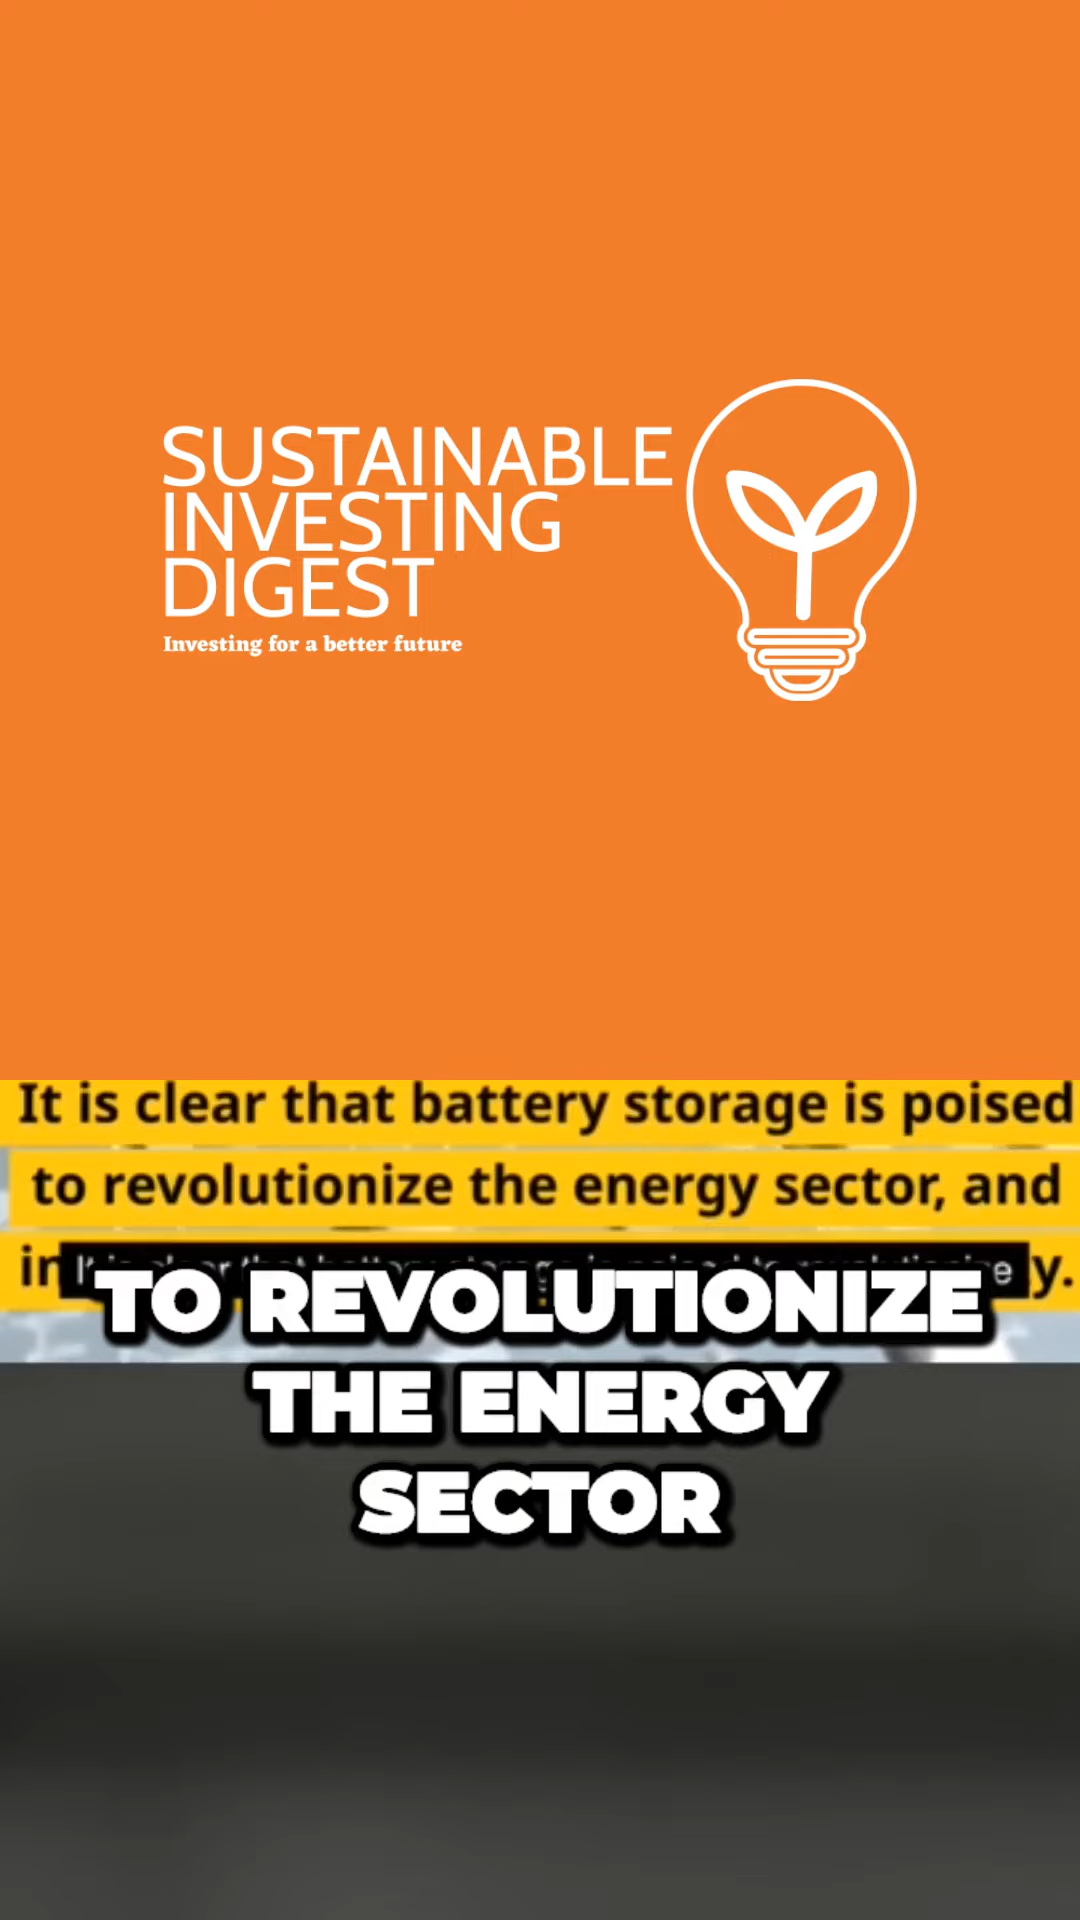 SUSTAINABLE
INVESTING
DIGEST
Investing for a better future
It is clear that battery storage is poised
to revolutionize the energy sector, and
y.
TO REVOLUTIONIZE
THE ENERGY
SECTOR